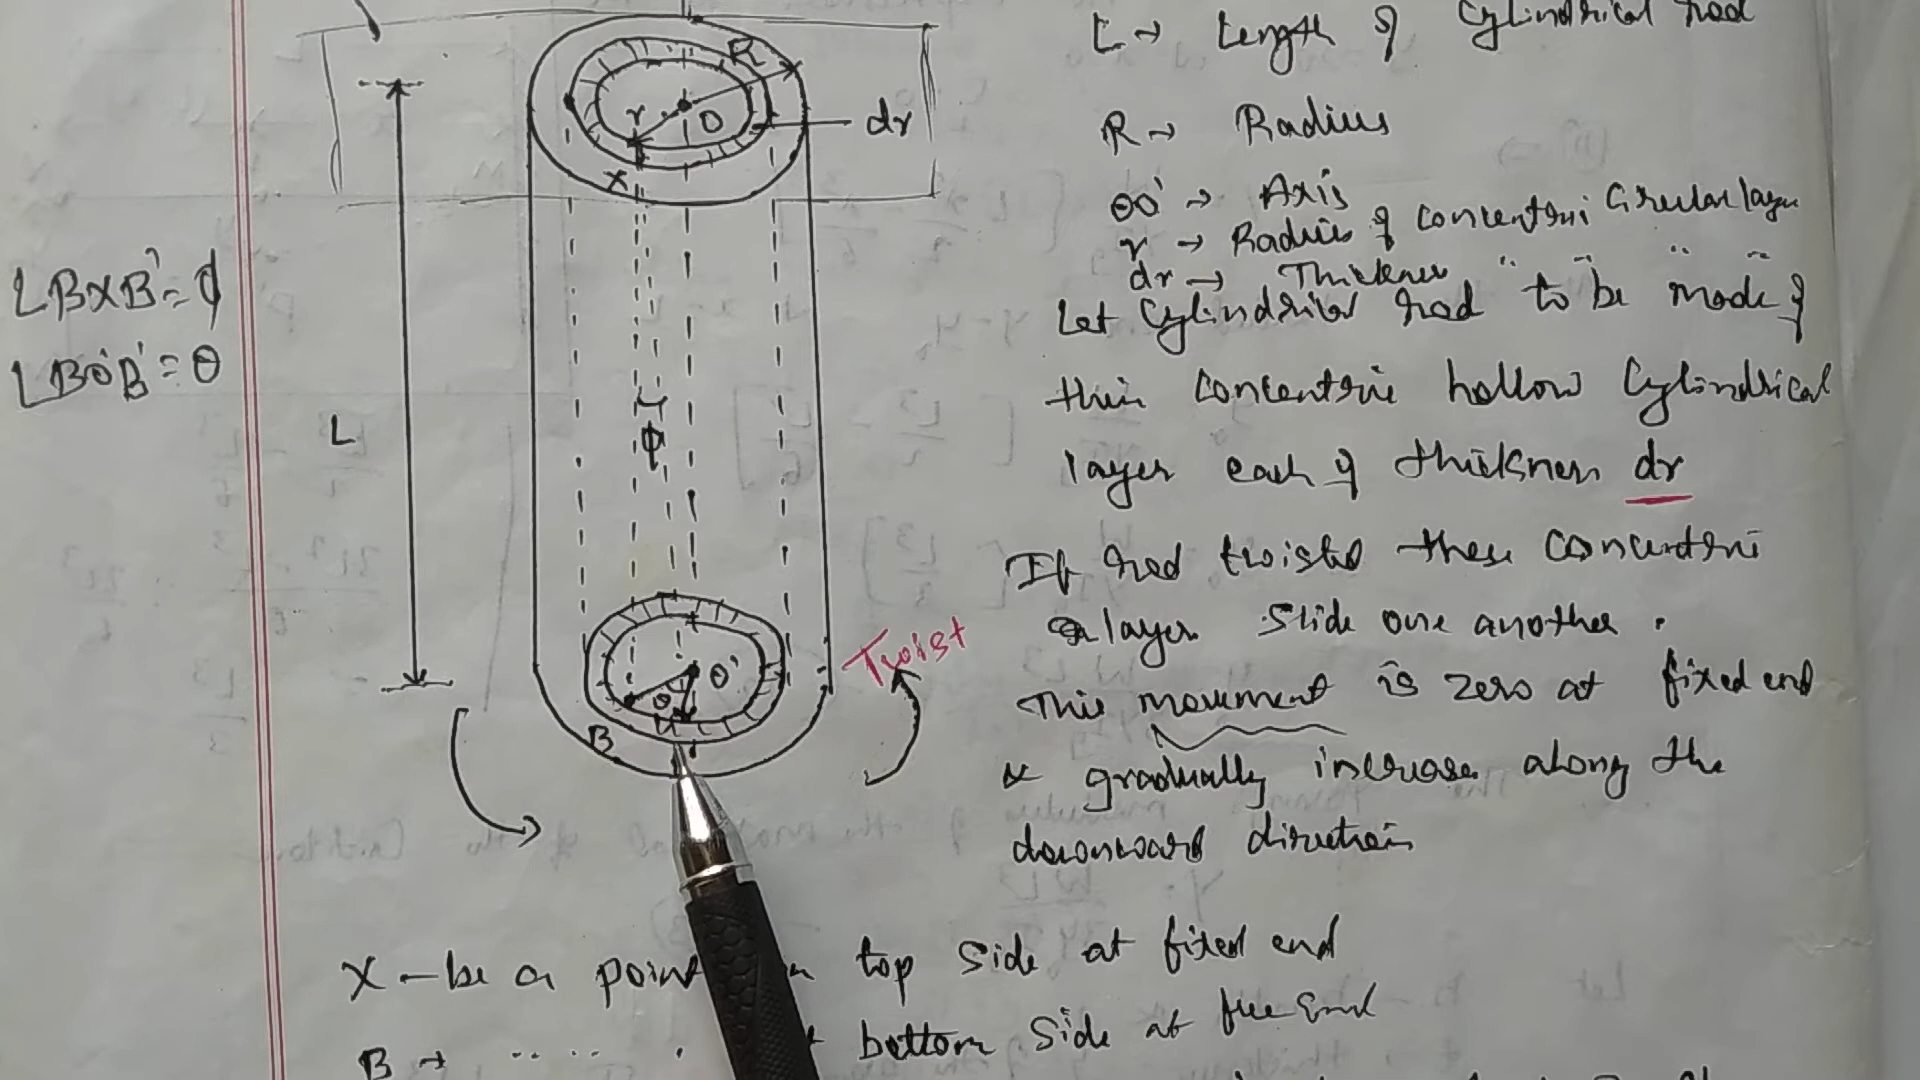 L → Length of Cylindrical rod
R → Radius
OO' → Axis
r → Radius of concentric Circular layer
dr → Thickness " " "
Let Cylindrical rod to be made of
thin concentric hollow Cylindrical
layer each of thickness dr
If rod twisted these concentric
layer slide one another.
This movement is zero at fixed end
& gradually increase along the
downward direction
R
r
O
dr
X
∠BXB' = ϕ
∠BO'B' = θ
L
ϕ
Twist
O'
θ
B
X - be a point top side at fixed end
B → " " bottom side at free end